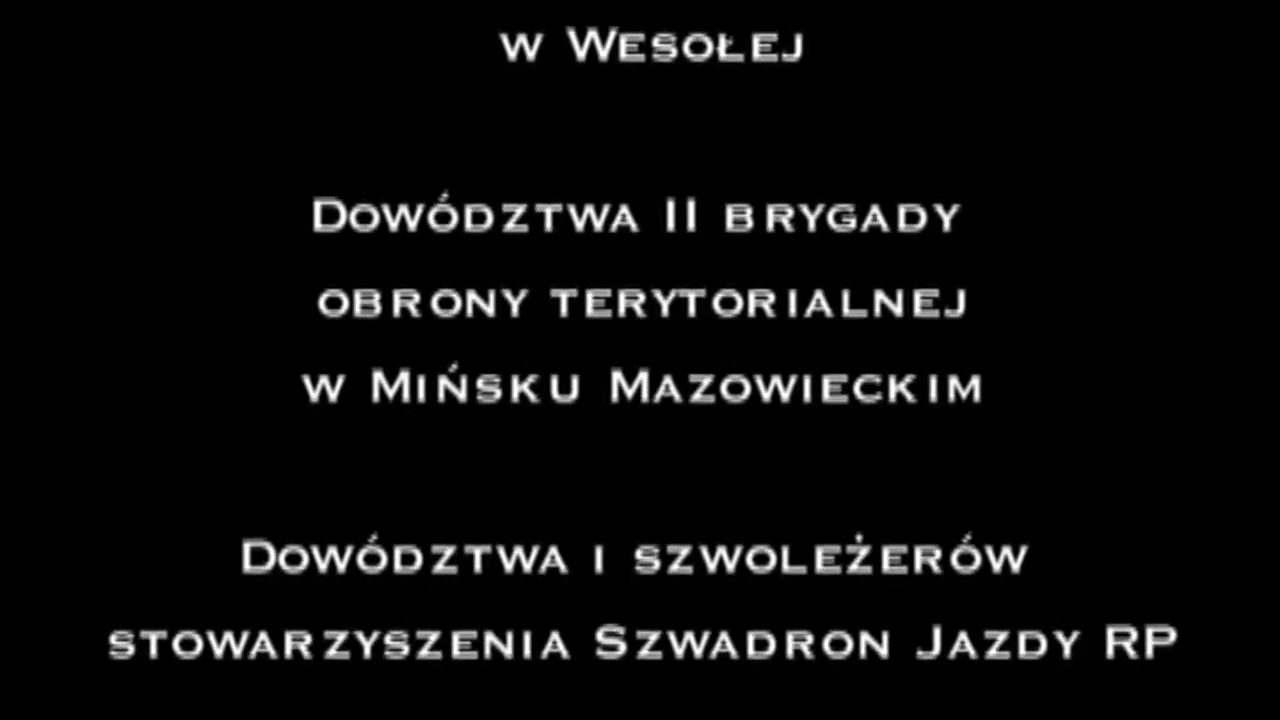 w Wesołej
Dowództwa II brygady
obrony terytorialnej
w Mińsku Mazowieckim
Dowództwa i szwoleżerów
stowarzyszenia Szwadron Jazdy RP